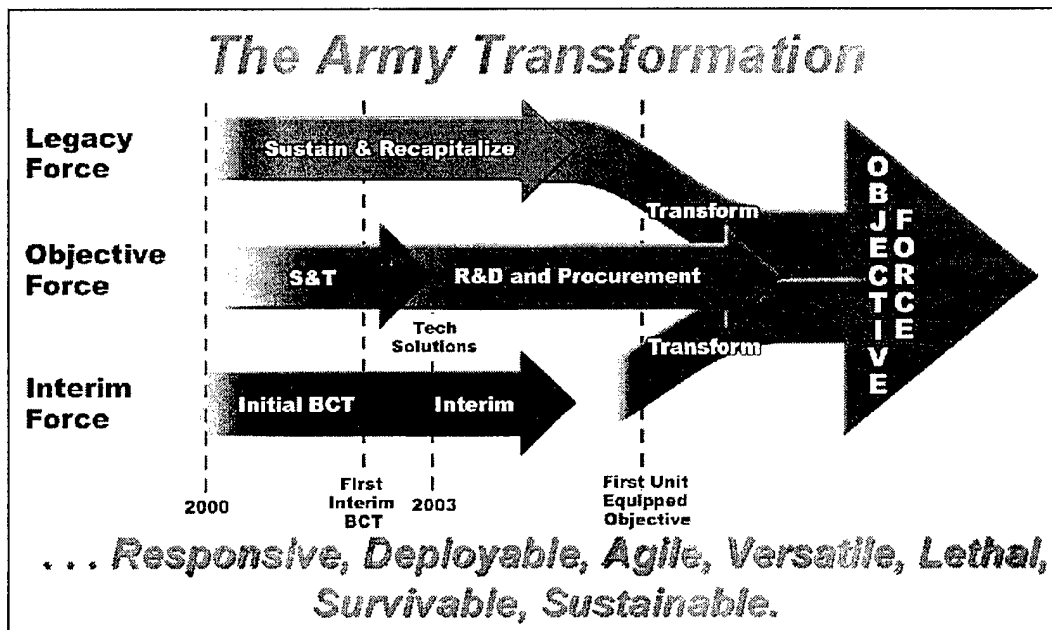 The Army Transformation
Legacy
Force
Sustain & Recapitalize
Transform
Objective
Force
S&T
R&D and Procurement
Tech
Solutions
Transform
Interim
Force
Initial BCT
Interim
OBJECTIVE
FORCE
2000
First
Interim
BCT
2003
First Unit
Equipped
Objective
. . . Responsive, Deployable, Agile, Versatile, Lethal,
Survivable, Sustainable.